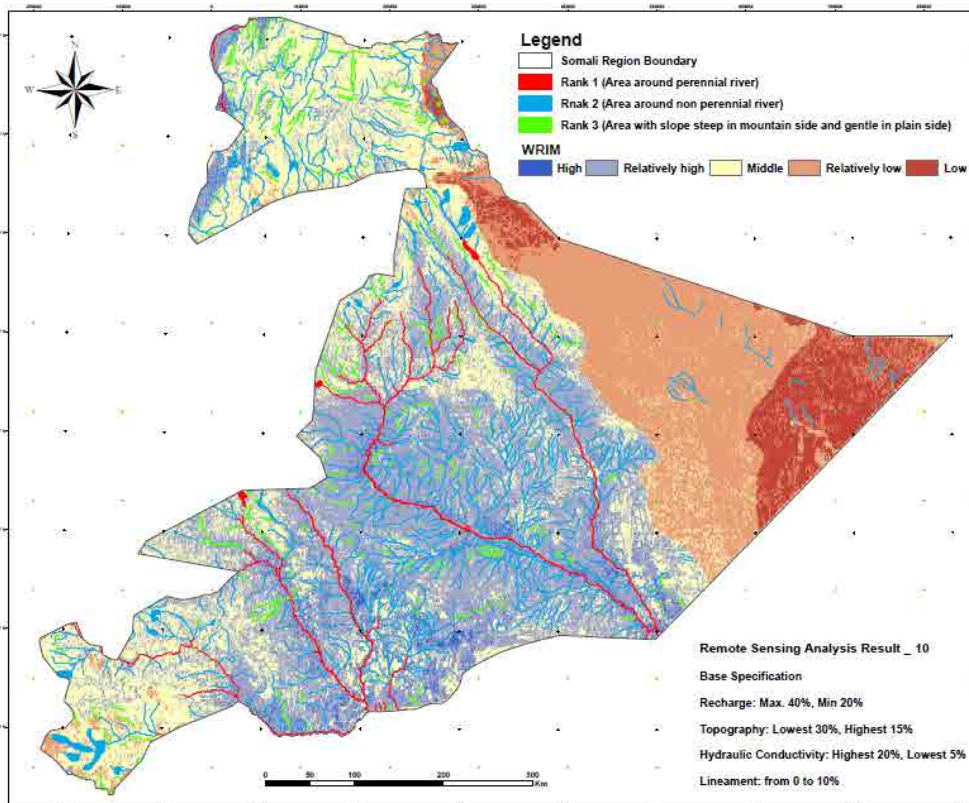 N
W
E
S
Legend
Somali Region Boundary
Rank 1 (Area around perennial river)
Rnak 2 (Area around non perennial river)
Rank 3 (Area with slope steep in mountain side and gentle in plain side)
WRIM
High Relatively high Middle Relatively low Low
Remote Sensing Analysis Result _ 10
Base Specification
Recharge: Max. 40%, Min 20%
Topography: Lowest 30%, Highest 15%
Hydraulic Conductivity: Highest 20%, Lowest 5%
Lineament: from 0 to 10%
0 50 100 200 300
Km